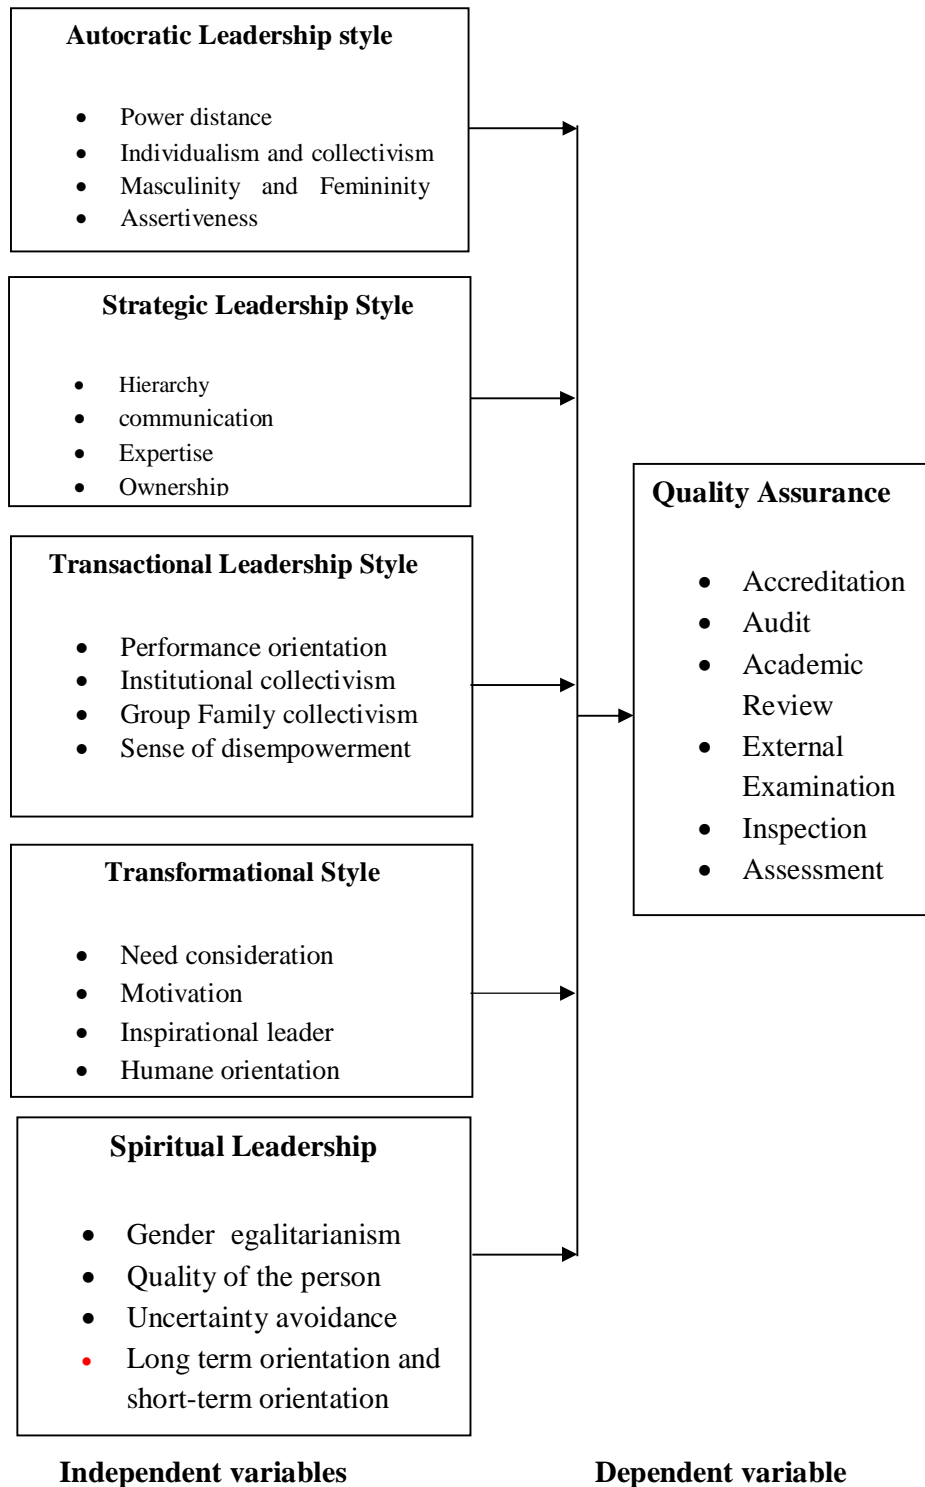 Autocratic Leadership style
• Power distance
• Individualism and collectivism
• Masculinity and Femininity
• Assertiveness
Strategic Leadership Style
• Hierarchy
• communication
• Expertise
• Ownership
Transactional Leadership Style
• Performance orientation
• Institutional collectivism
• Group Family collectivism
• Sense of disempowerment
Transformational Style
• Need consideration
• Motivation
• Inspirational leader
• Humane orientation
Spiritual Leadership
• Gender egalitarianism
• Quality of the person
• Uncertainty avoidance
• Long term orientation and
short-term orientation
Quality Assurance
• Accreditation
• Audit
• Academic
Review
• External
Examination
• Inspection
• Assessment
Independent variables
Dependent variable